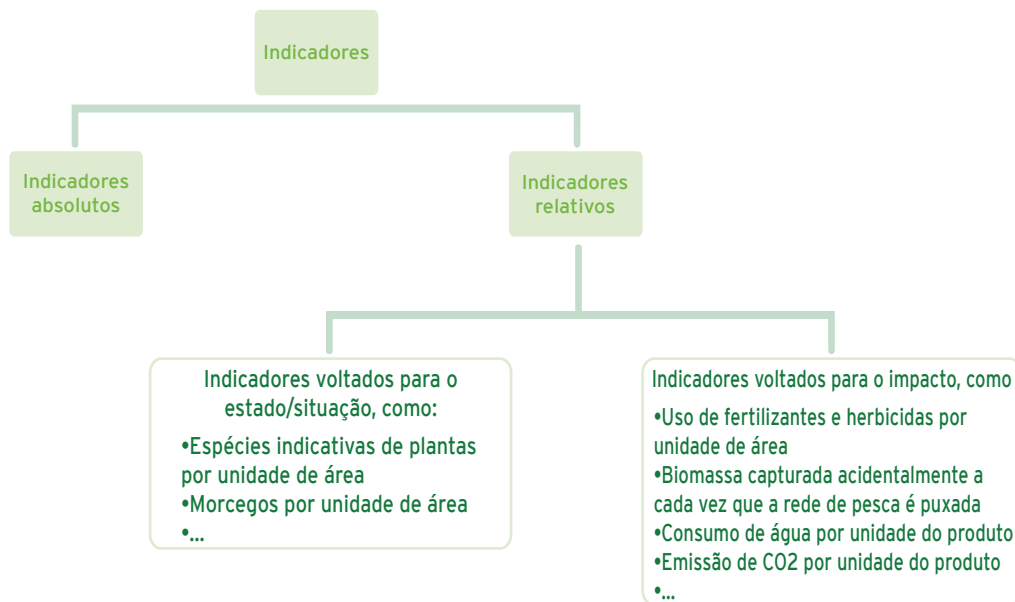 Indicadores
Indicadores
absolutos
Indicadores
relativos
Indicadores voltados para o
estado/situação, como:
•Espécies indicativas de plantas
por unidade de área
•Morcegos por unidade de área
•...
Indicadores voltados para o impacto, como
•Uso de fertilizantes e herbicidas por
unidade de área
•Biomassa capturada acidentalmente a
cada vez que a rede de pesca é puxada
•Consumo de água por unidade do produto
•Emissão de CO2 por unidade do produto
•...